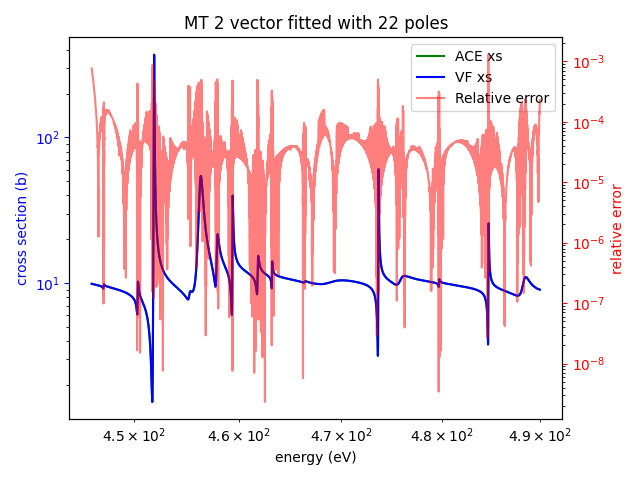 MT 2 vector fitted with 22 poles
ACE xs
VF xs
Relative error
cross section (b)
10²
10¹
relative error
10⁻³
10⁻⁴
10⁻⁵
10⁻⁶
10⁻⁷
10⁻⁸
4.5 × 10² 4.6 × 10² 4.7 × 10² 4.8 × 10² 4.9 × 10²
energy (eV)